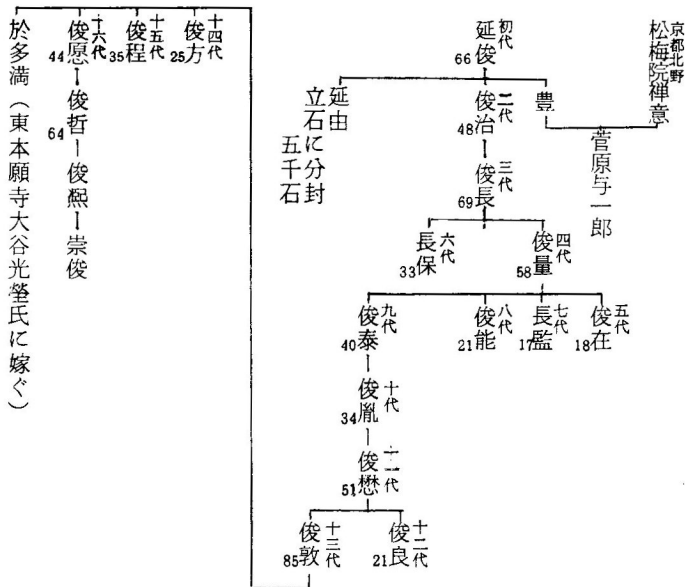 京都北野
松梅院禅意
菅原与一郎
豊
初代
延俊
66
二代
俊治
48
三代
俊長
69
延由
立石に分封
五千石
四代
俊量
58
六代
長保
33
五代
俊在
18
七代
長監
17
八代
俊能
21
九代
俊泰
40
十代
俊胤
34
十一代
俊懋
51
十二代
俊良
21
十三代
俊敦
85
十四代
俊方
25
十五代
俊程
35
十六代
俊愿
44
俊哲
64
俊熈
崇俊
於多満(東本願寺大谷光瑩氏に嫁ぐ)